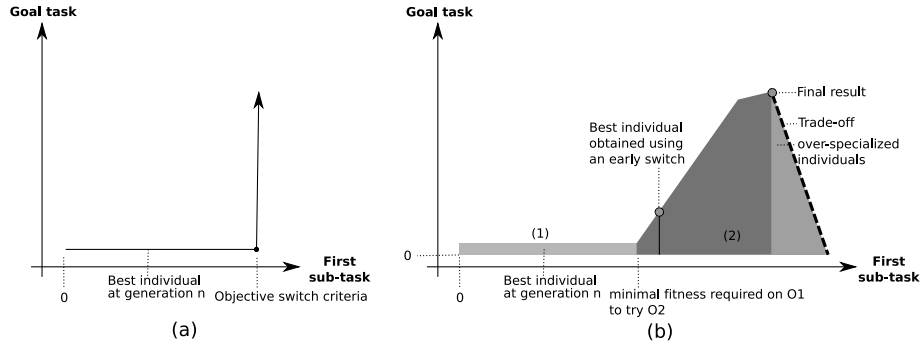 Goal task
0
Best individual
at generation n
Objective switch criteria
First
sub-task
(a)
Goal task
0
Best individual
obtained using
an early switch
Final result
Trade-off
over-specialized
individuals
(1)
(2)
0
Best individual
at generation n
minimal fitness required on O1
to try O2
First
sub-task
(b)